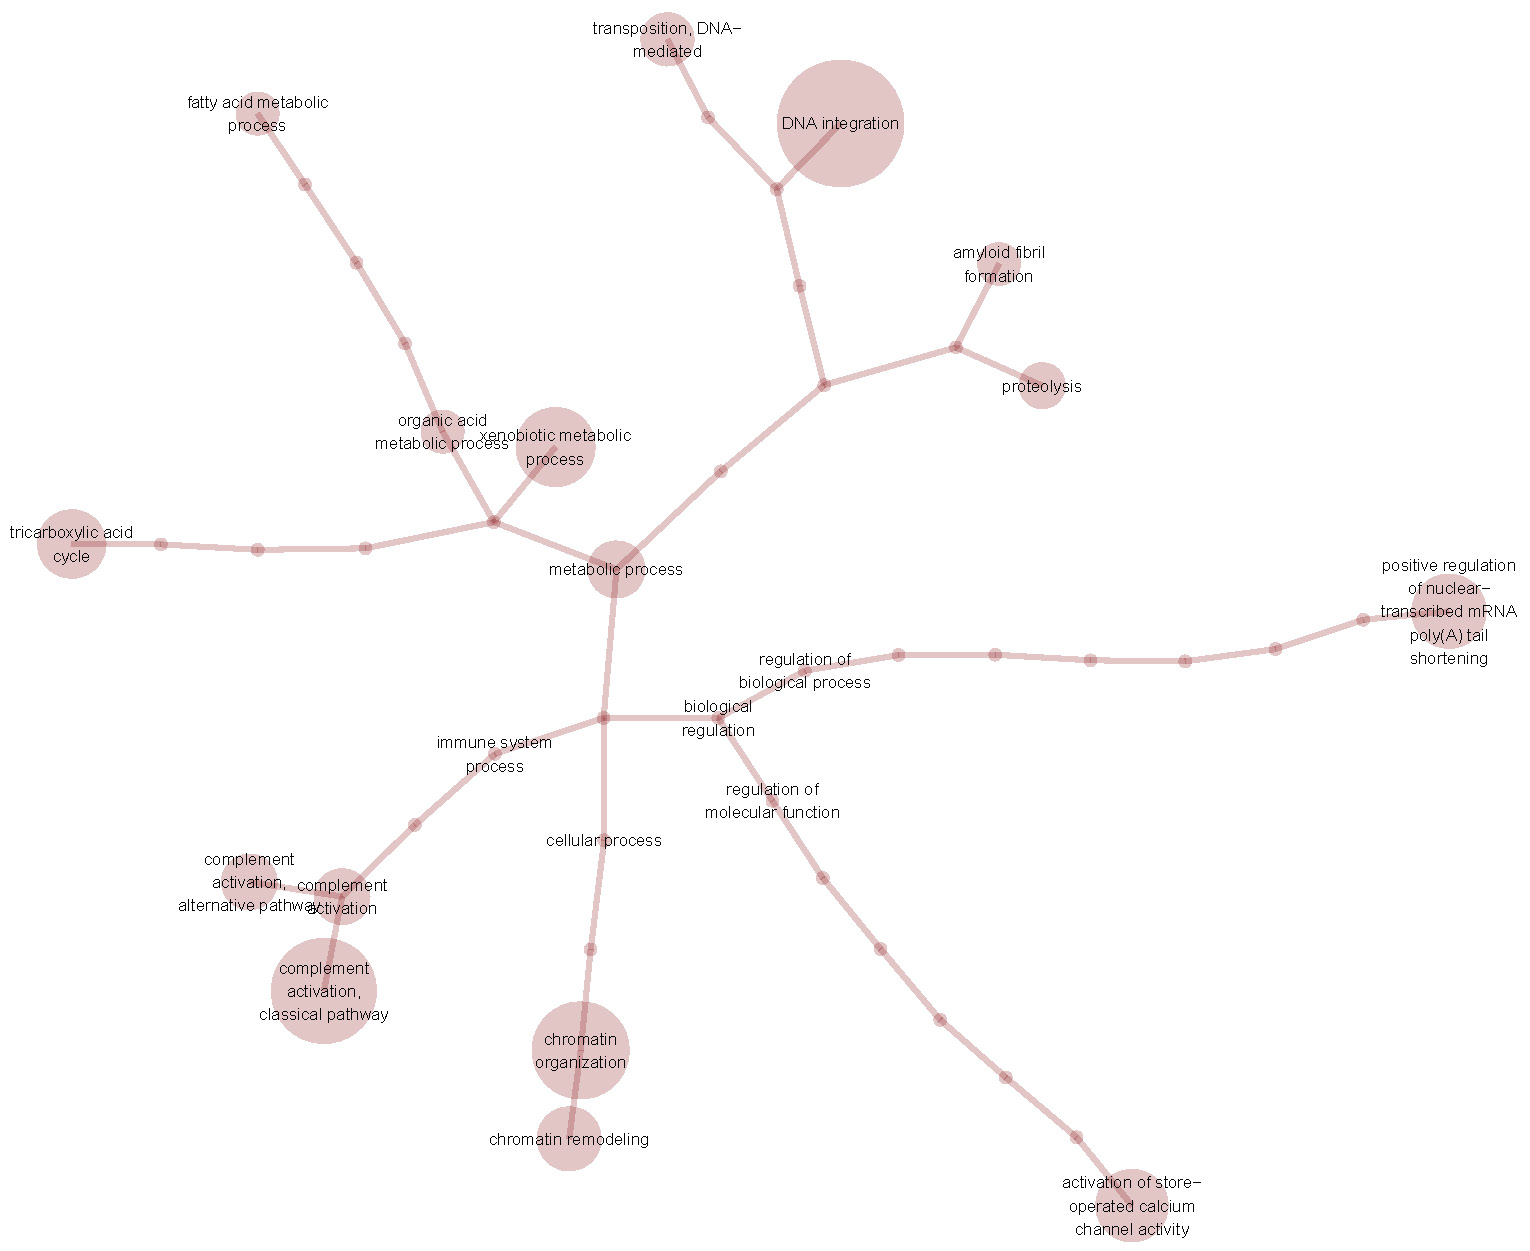 transposition, DNA−
mediated
fatty acid metabolic
process
DNA integration
amyloid fibril
formation
proteolysis
organic acid
metabolic process
xenobiotic metabolic
process
tricarboxylic acid
cycle
metabolic process
positive regulation
of nuclear−
transcribed mRNA
poly(A) tail
shortening
regulation of
biological process
biological
regulation
immune system
process
regulation of
molecular function
cellular process
complement
activation,
alternative pathway
complement
activation
complement
activation,
classical pathway
chromatin
organization
chromatin remodeling
activation of store−
operated calcium
channel activity